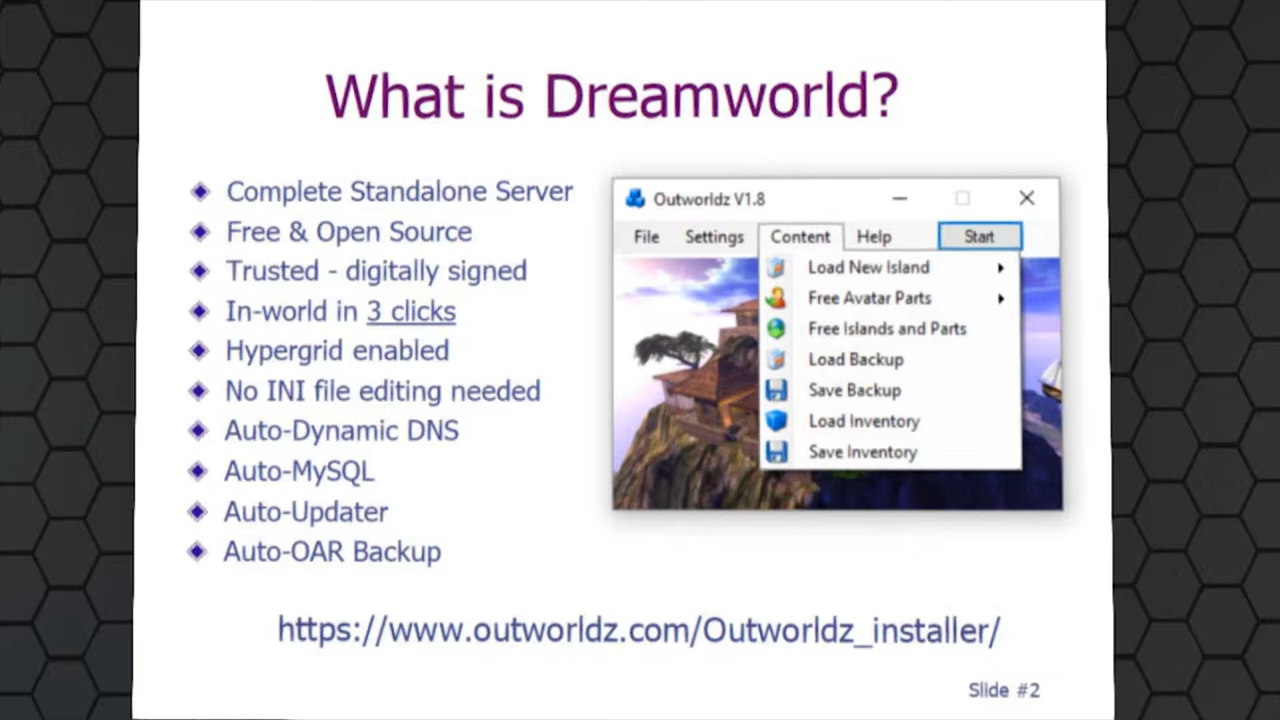 What is Dreamworld?
Complete Standalone Server
Free & Open Source
Trusted - digitally signed
In-world in 3 clicks
Hypergrid enabled
No INI file editing needed
Auto-Dynamic DNS
Auto-MySQL
Auto-Updater
Auto-OAR Backup
Outworldz V1.8
File Settings Content Help Start
Load New Island
Free Avatar Parts
Free Islands and Parts
Load Backup
Save Backup
Load Inventory
Save Inventory
https://www.outworldz.com/Outworldz_installer/
Slide #2